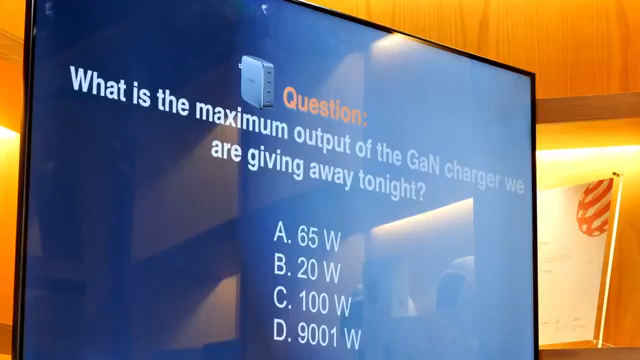 Question:
What is the maximum output of the GaN charger we
are giving away tonight?
A. 65 W
B. 20 W
C. 100 W
D. 9001 W